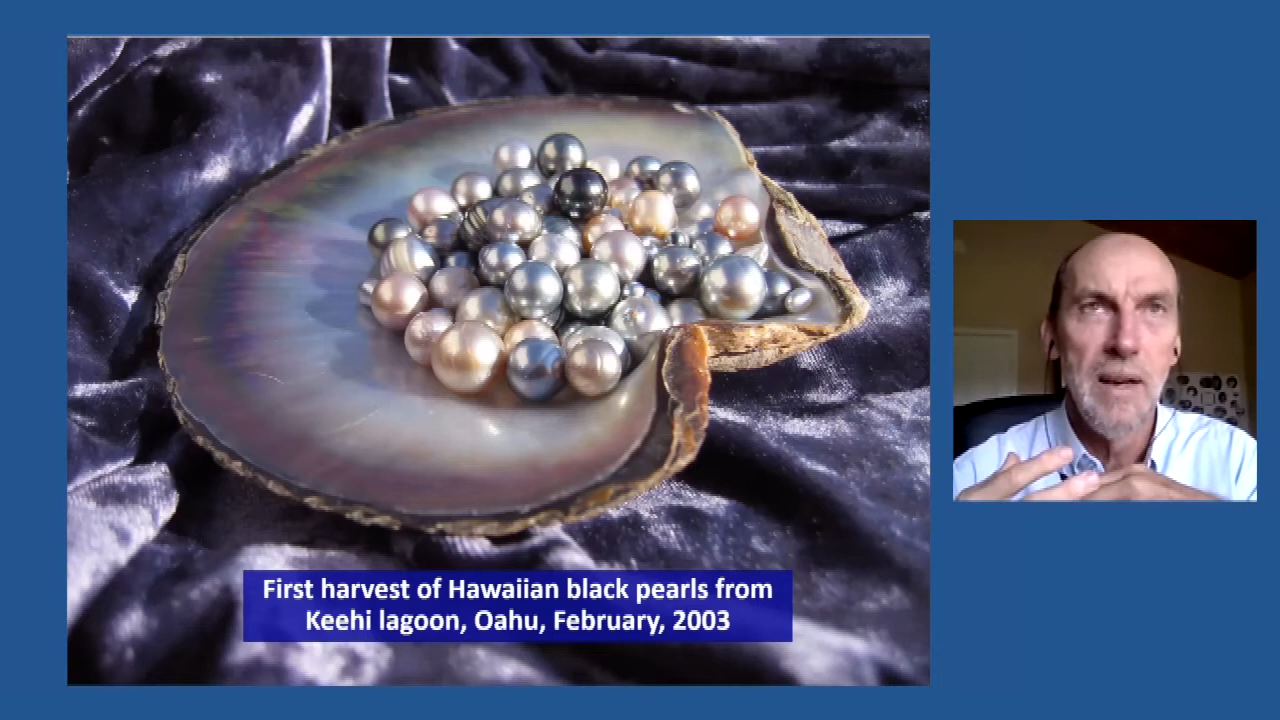 First harvest of Hawaiian black pearls from
Keehi lagoon, Oahu, February, 2003